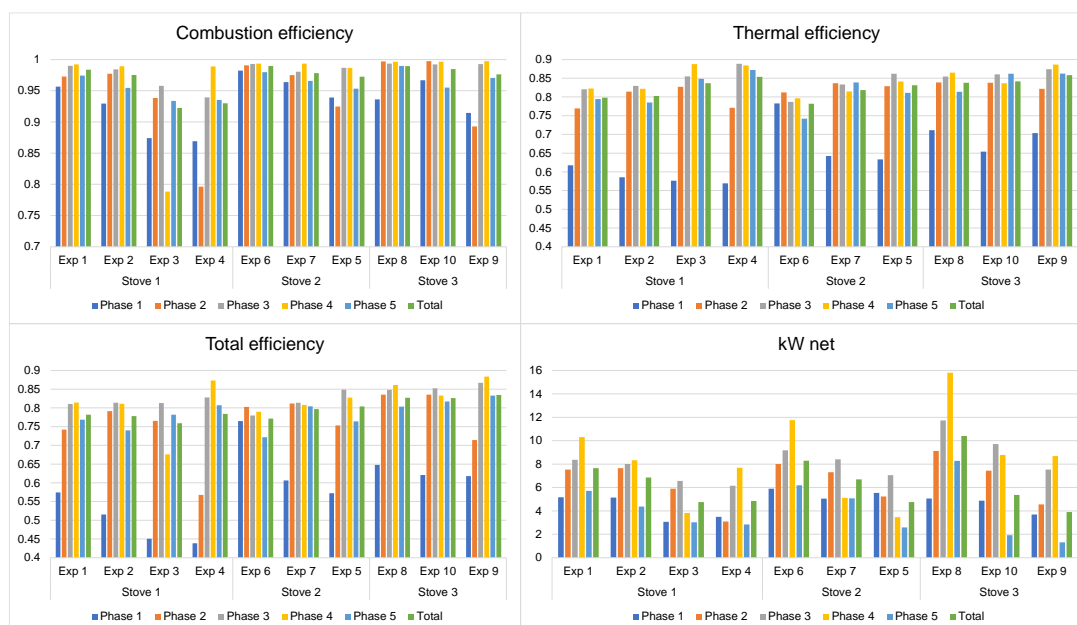 Combustion efficiency
1
0.95
0.9
0.85
0.8
0.75
0.7
Exp 1 Exp 2 Exp 3 Exp 4 Exp 6 Exp 7 Exp 5 Exp 8 Exp 10 Exp 9
Stove 1 Stove 2 Stove 3
Phase 1 Phase 2 Phase 3 Phase 4 Phase 5 Total
Thermal efficiency
0.9
0.85
0.8
0.75
0.7
0.65
0.6
0.55
0.5
0.45
0.4
Exp 1 Exp 2 Exp 3 Exp 4 Exp 6 Exp 7 Exp 5 Exp 8 Exp 10 Exp 9
Stove 1 Stove 2 Stove 3
Phase 1 Phase 2 Phase 3 Phase 4 Phase 5 Total
Total efficiency
0.9
0.85
0.8
0.75
0.7
0.65
0.6
0.55
0.5
0.45
0.4
Exp 1 Exp 2 Exp 3 Exp 4 Exp 6 Exp 7 Exp 5 Exp 8 Exp 10 Exp 9
Stove 1 Stove 2 Stove 3
Phase 1 Phase 2 Phase 3 Phase 4 Phase 5 Total
kW net
16
14
12
10
8
6
4
2
0
Exp 1 Exp 2 Exp 3 Exp 4 Exp 6 Exp 7 Exp 5 Exp 8 Exp 10 Exp 9
Stove 1 Stove 2 Stove 3
Phase 1 Phase 2 Phase 3 Phase 4 Phase 5 Total